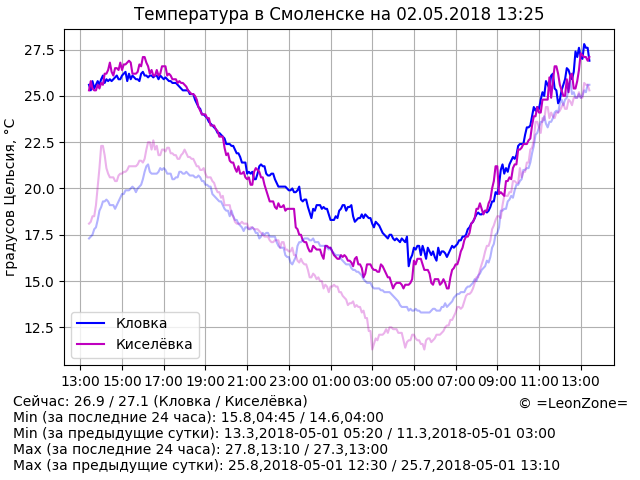 Температура в Смоленске на 02.05.2018 13:25
градусов Цельсия, °C
27.5
25.0
22.5
20.0
17.5
15.0
12.5
Кловка
Киселёвка
13:00 15:00 17:00 19:00 21:00 23:00 01:00 03:00 05:00 07:00 09:00 11:00 13:00
Сейчас: 26.9 / 27.1 (Кловка / Киселёвка)
© =LeonZone=
Min (за последние 24 часа): 15.8,04:45 / 14.6,04:00
Min (за предыдущие сутки): 13.3,2018-05-01 05:20 / 11.3,2018-05-01 03:00
Max (за последние 24 часа): 27.8,13:10 / 27.3,13:00
Max (за предыдущие сутки): 25.8,2018-05-01 12:30 / 25.7,2018-05-01 13:10